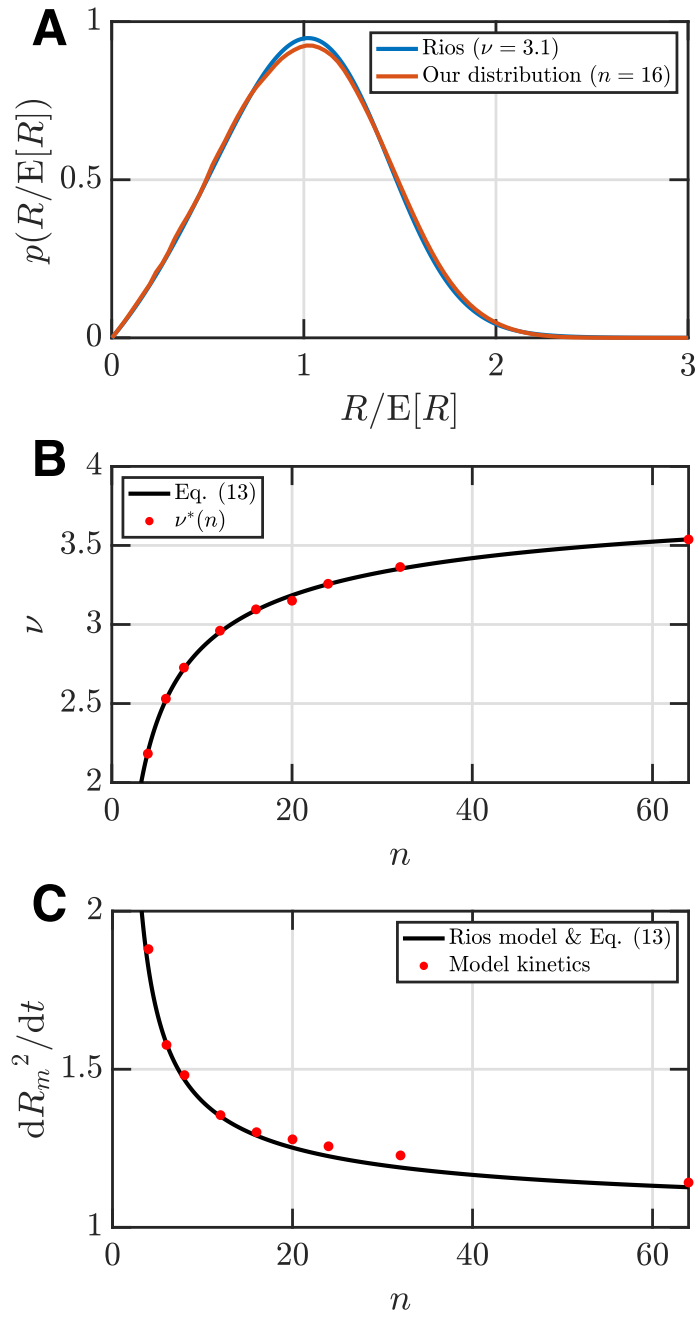 A
1
0.5
0
p(R/E[R])
Rios (ν = 3.1)
Our distribution (n = 16)
0 1 2 3
R/E[R]
B
4
3.5
3
2.5
2
ν
Eq. (13)
ν*(n)
0 20 40 60
n
C
2
1.5
1
dRₘ²/dt
Rios model & Eq. (13)
Model kinetics
0 20 40 60
n